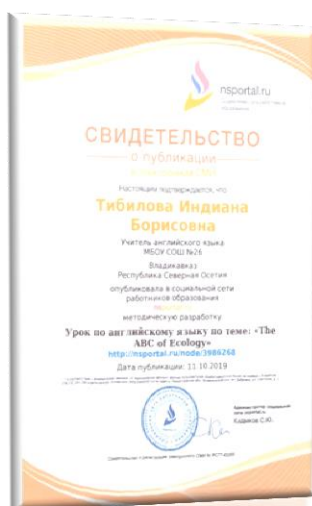 nsportal.ru
СВИДЕТЕЛЬСТВО
о публикации
Настоящим подтверждается, что
Тибилова Индиана
Борисовна
Учитель английского языка
МБОУ СОШ №26
Владикавказ
Республика Северная Осетия
опубликовала в социальной сети
работников образования
методическую разработку
Урок по английскому языку по теме: «The
ABC of Ecology»
http://nsportal.ru/node/3986268
Дата публикации: 11.10.2019
Кадиков С.Ю.